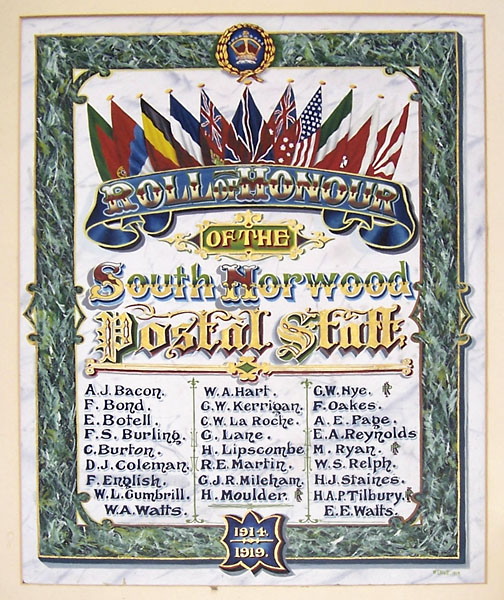 ROLL OF HONOUR
OF THE
South Norwood
Postal Staff,
A. J. Bacon.
F. Bond.
E. Botell.
F. S. Burling.
C. Burton.
D. J. Coleman.
F. English.
W. L. Gumbrill.
W. A. Watts.
W. A. Hart.
G. W. Kerrigan.
C. W. La Roche.
G. Lane.
H. Lipscombe
R. E. Martin.
G. J. R. Mileham.
H. Moulder.
G. W. Nye.
F. Oakes.
A. E. Page.
E. A. Reynolds
M. Ryan.
W. S. Relph.
H. J. Staines.
H. A. P. Tilbury.
E. E. Watts.
1914.
1919.